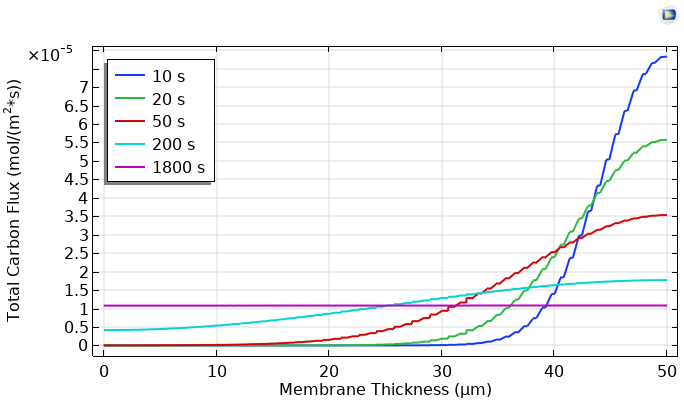 ×10⁻⁵
Total Carbon Flux (mol/(m²*s))
7
6.5
6
5.5
5
4.5
4
3.5
3
2.5
2
1.5
1
0.5
0
10 s
20 s
50 s
200 s
1800 s
0 10 20 30 40 50
Membrane Thickness (μm)